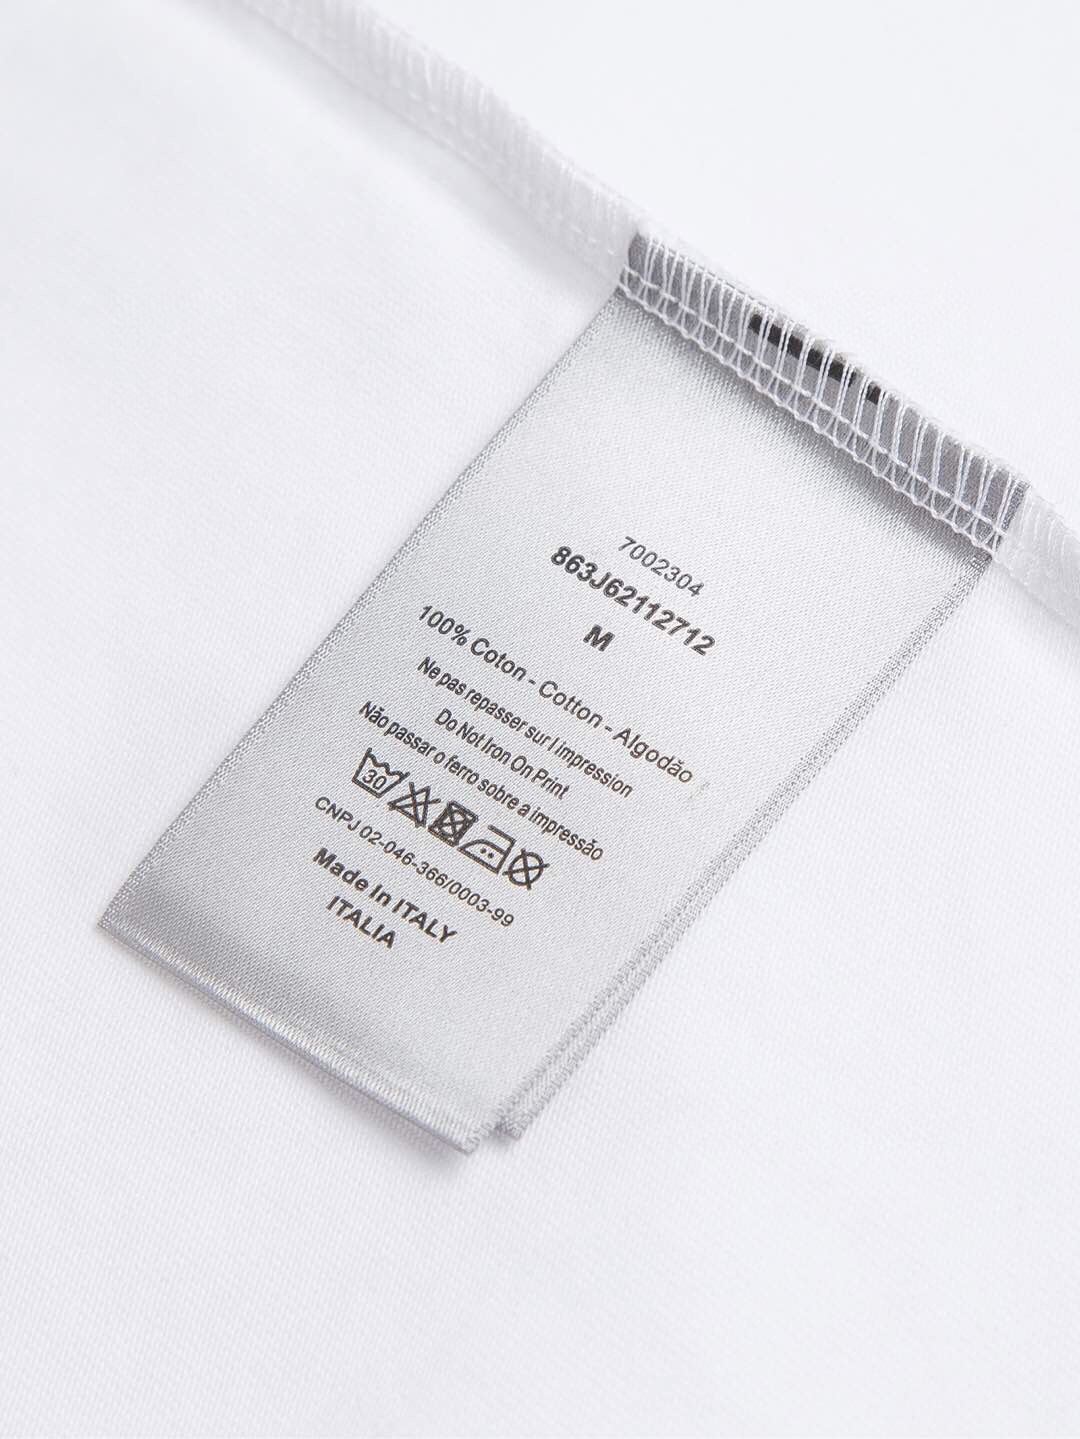 7002304
863J62112712
M
100% Coton - Cotton - Algodão
Ne pas repasser sur l impression
Do Not Iron On Print
Não passar o ferro sobre a impressão
30
CNPJ 02-046-366/0003-99
Made In ITALY
ITALIA